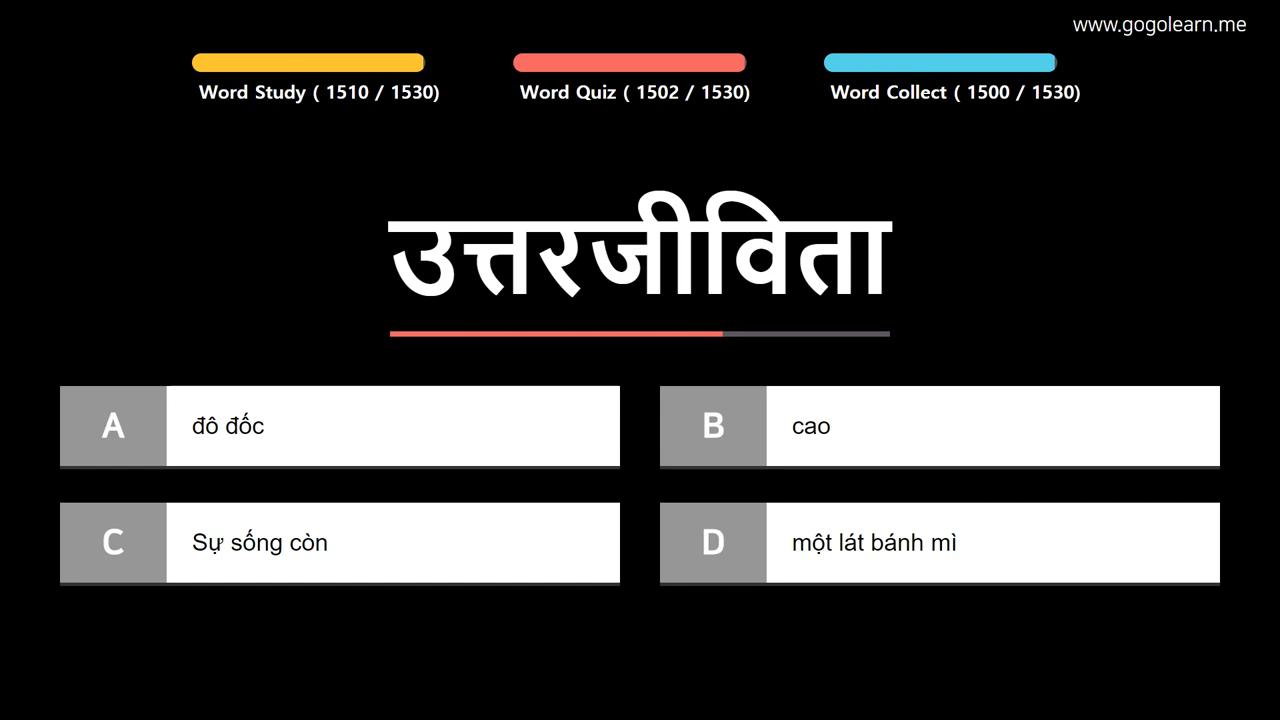 www.gogolearn.me
Word Study ( 1510 / 1530)
Word Quiz ( 1502 / 1530)
Word Collect ( 1500 / 1530)
उत्तरजीविता
A đô đốc
B cao
C Sự sống còn
D một lát bánh mì